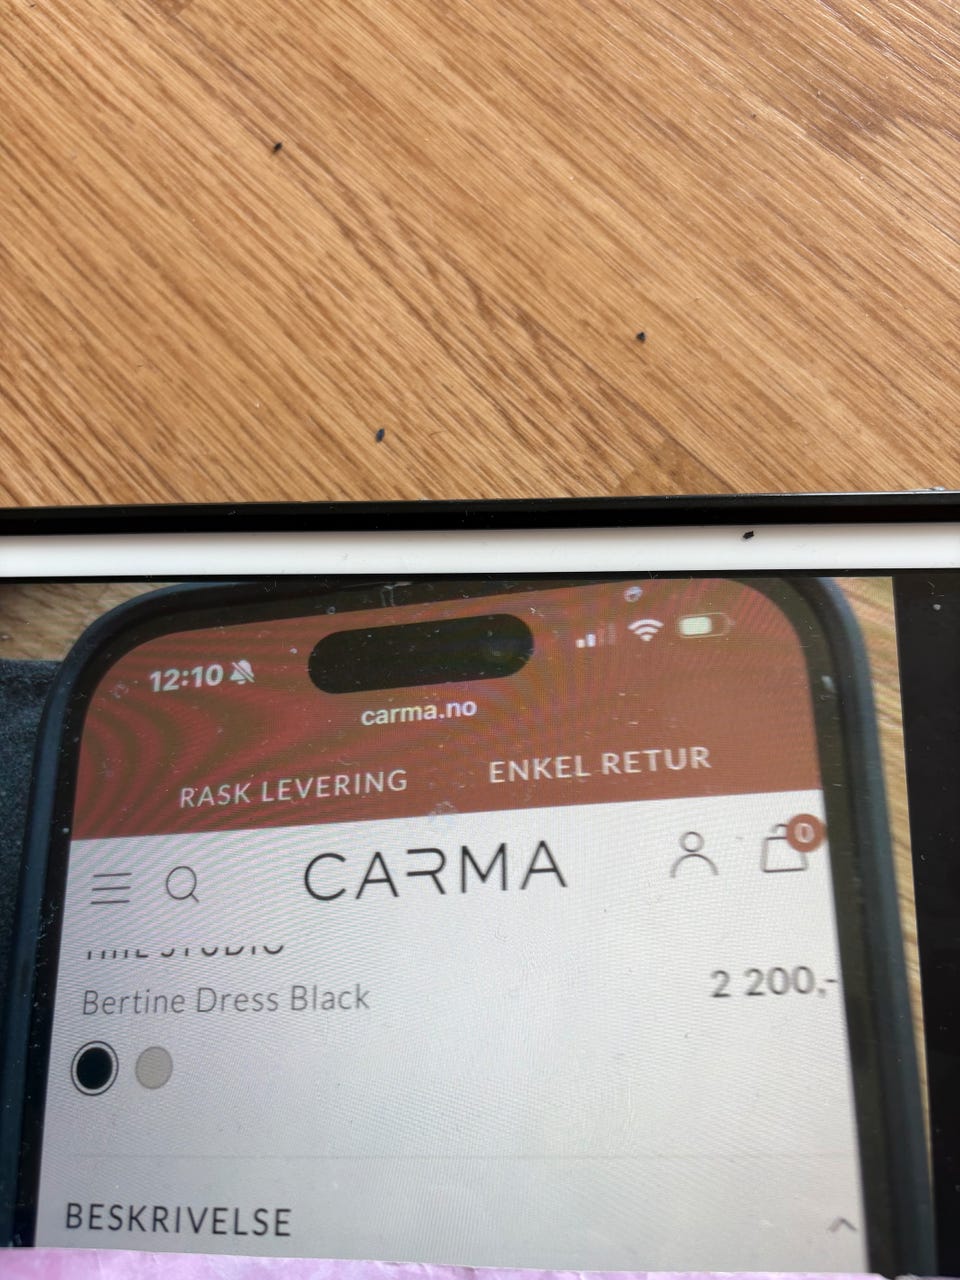 12:10
carma.no
RASK LEVERING ENKEL RETUR
CARMA
0
Bertine Dress Black 2 200,-
BESKRIVELSE